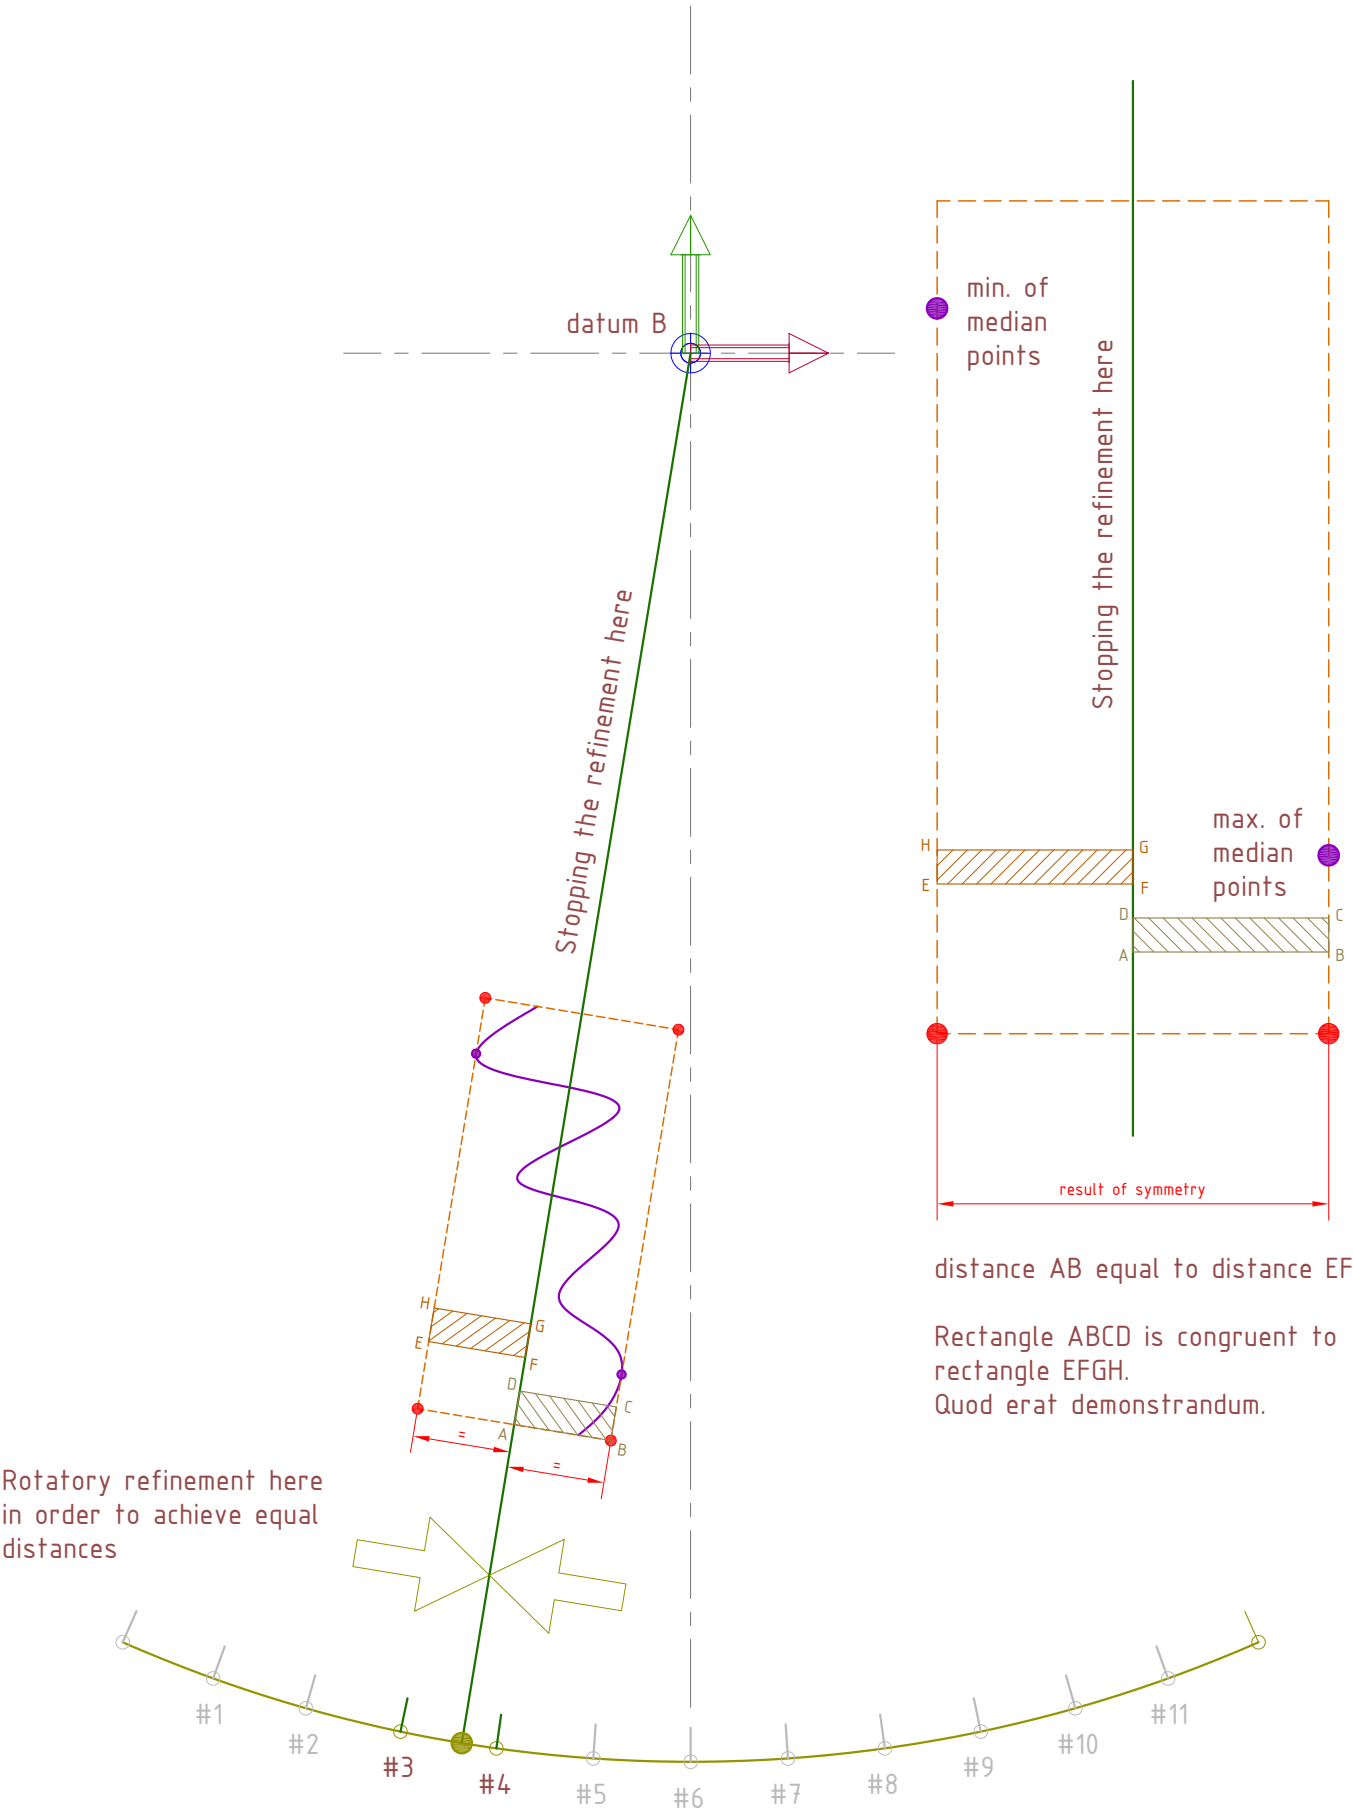 datum B
min. of
median
points
Stopping the refinement here
Stopping the refinement here
max. of
median
points
H
G
E
F
D
C
A
B
result of symmetry
distance AB equal to distance EF
Rectangle ABCD is congruent to
rectangle EFGH.
Quod erat demonstrandum.
H
G
E
F
D
C
A
B
=
=
Rotatory refinement here
in order to achieve equal
distances
#1
#2
#3
#4
#5
#6
#7
#8
#9
#10
#11